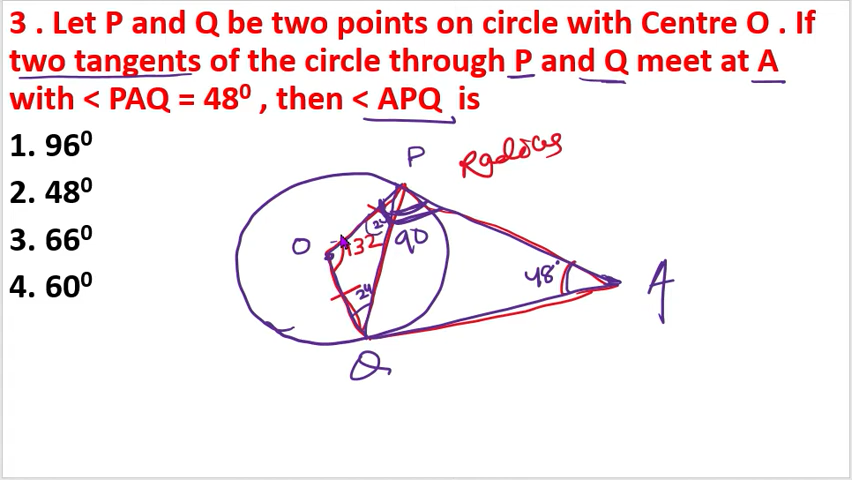 3 . Let P and Q be two points on circle with Centre O . If
two tangents of the circle through P and Q meet at A
with < PAQ = 48⁰ , then < APQ is
1. 96⁰
2. 48⁰
3. 66⁰
4. 60⁰
P
Radius
O
132
24
90
48°
A
24
Q